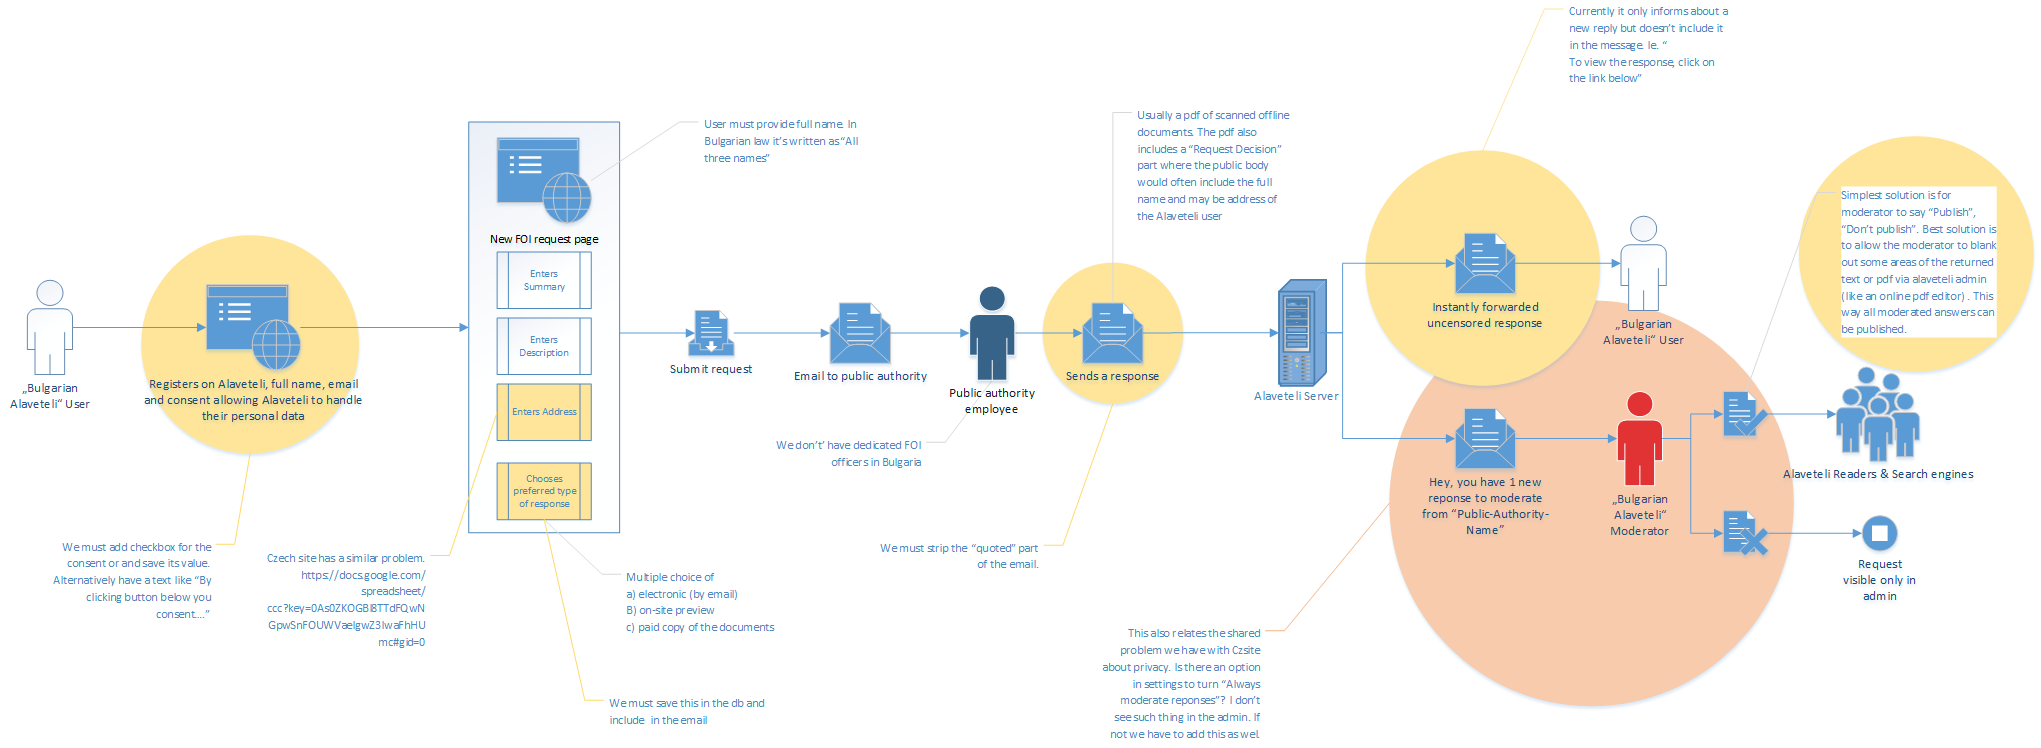 „Bulgarian
Alaveteli“ User
Registers on Alaveteli, full name, email
and consent allowing Alaveteli to handle
their personal data
We must add checkbox for the
consent or and save its value.
Alternatively have a text like “By
clicking button below you
consent...."
New FOI request page
Enters
Summary
Enters
Description
Enters Address
Chooses
preferred type
of response
User must provide full name. In
Bulgarian law it’s written as “All
three names”
Czech site has a similar problem.
https://docs.google.com/
spreadsheet/
Multiple choice of
a) electronic (by email)
B) on-site preview
c) paid copy of the documents
We must save this in the db and
include in the email
Submit request
Email to public authority
Public authority
employee
We don’t’ have dedicated FOI
officers in Bulgaria
Sends a response
Usually a pdf of scanned offline
documents. The pdf also
includes a “Request Decision”
part where the public body
would often include the full
name and may be address of
the Alaveteli user
We must strip the “quoted” part
of the email.
Alaveteli Server
Currently it only informs about a
new reply but doesn’t include it
in the message. Ie. “
To view the response, click on
the link below”
Instantly forwarded
uncensored response
„Bulgarian
Alaveteli“ User
Hey, you have 1 new
reponse to moderate
from “Public-Authority-
Name”
„Bulgarian
Alaveteli“
Moderator
This also relates the shared
problem we have with Czsite
about privacy. Is there an option
in settings to turn “Always
moderate reponses”? I don’t
see such thing in the admin. If
not we have to add this as wel.
Simplest solution is for
moderator to say “Publish”,
“Don’t publish”. Best solution is
to allow the moderator to blank
out some areas of the returned
text or pdf via alaveteli admin
(like an online pdf editor) . This
way all moderated answers can
be published.
Alaveteli Readers & Search engines
Request
visible only in
admin